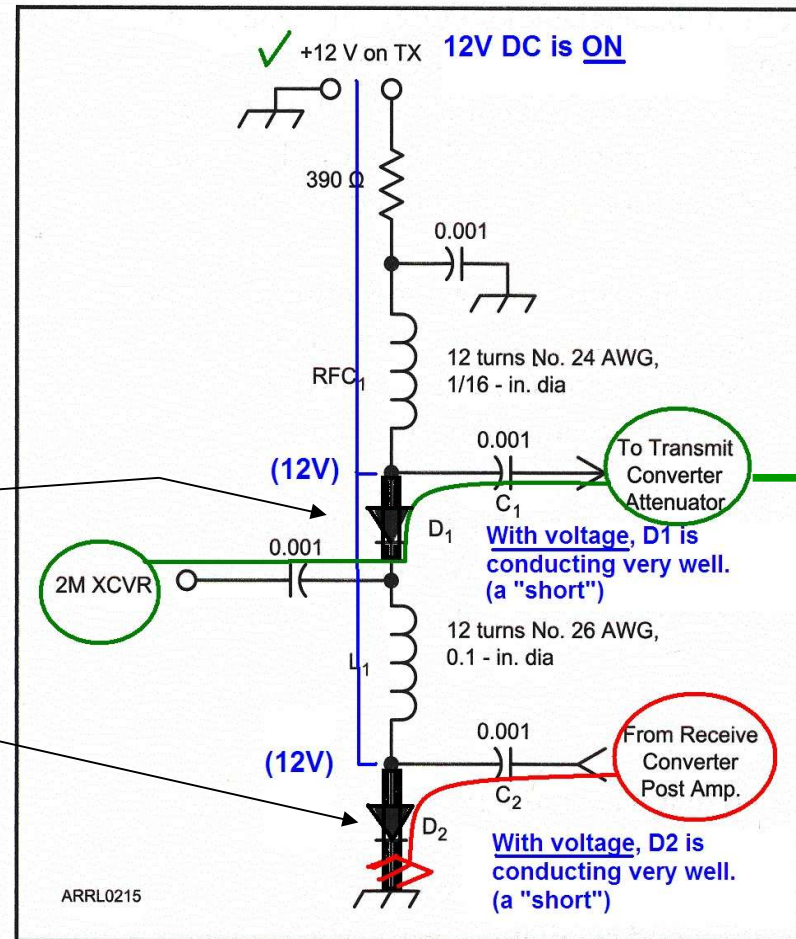 +12 V on TX
12V DC is ON
390 Ω
0.001
RFC1
12 turns No. 24 AWG,
1/16 - in. dia
(12V)
0.001
C1
To Transmit
Converter
Attenuator
D1
With voltage, D1 is
conducting very well.
(a "short")
0.001
2M XCVR
L1
12 turns No. 26 AWG,
0.1 - in. dia
(12V)
0.001
C2
From Receive
Converter
Post Amp.
D2
With voltage, D2 is
conducting very well.
(a "short")
ARRL0215